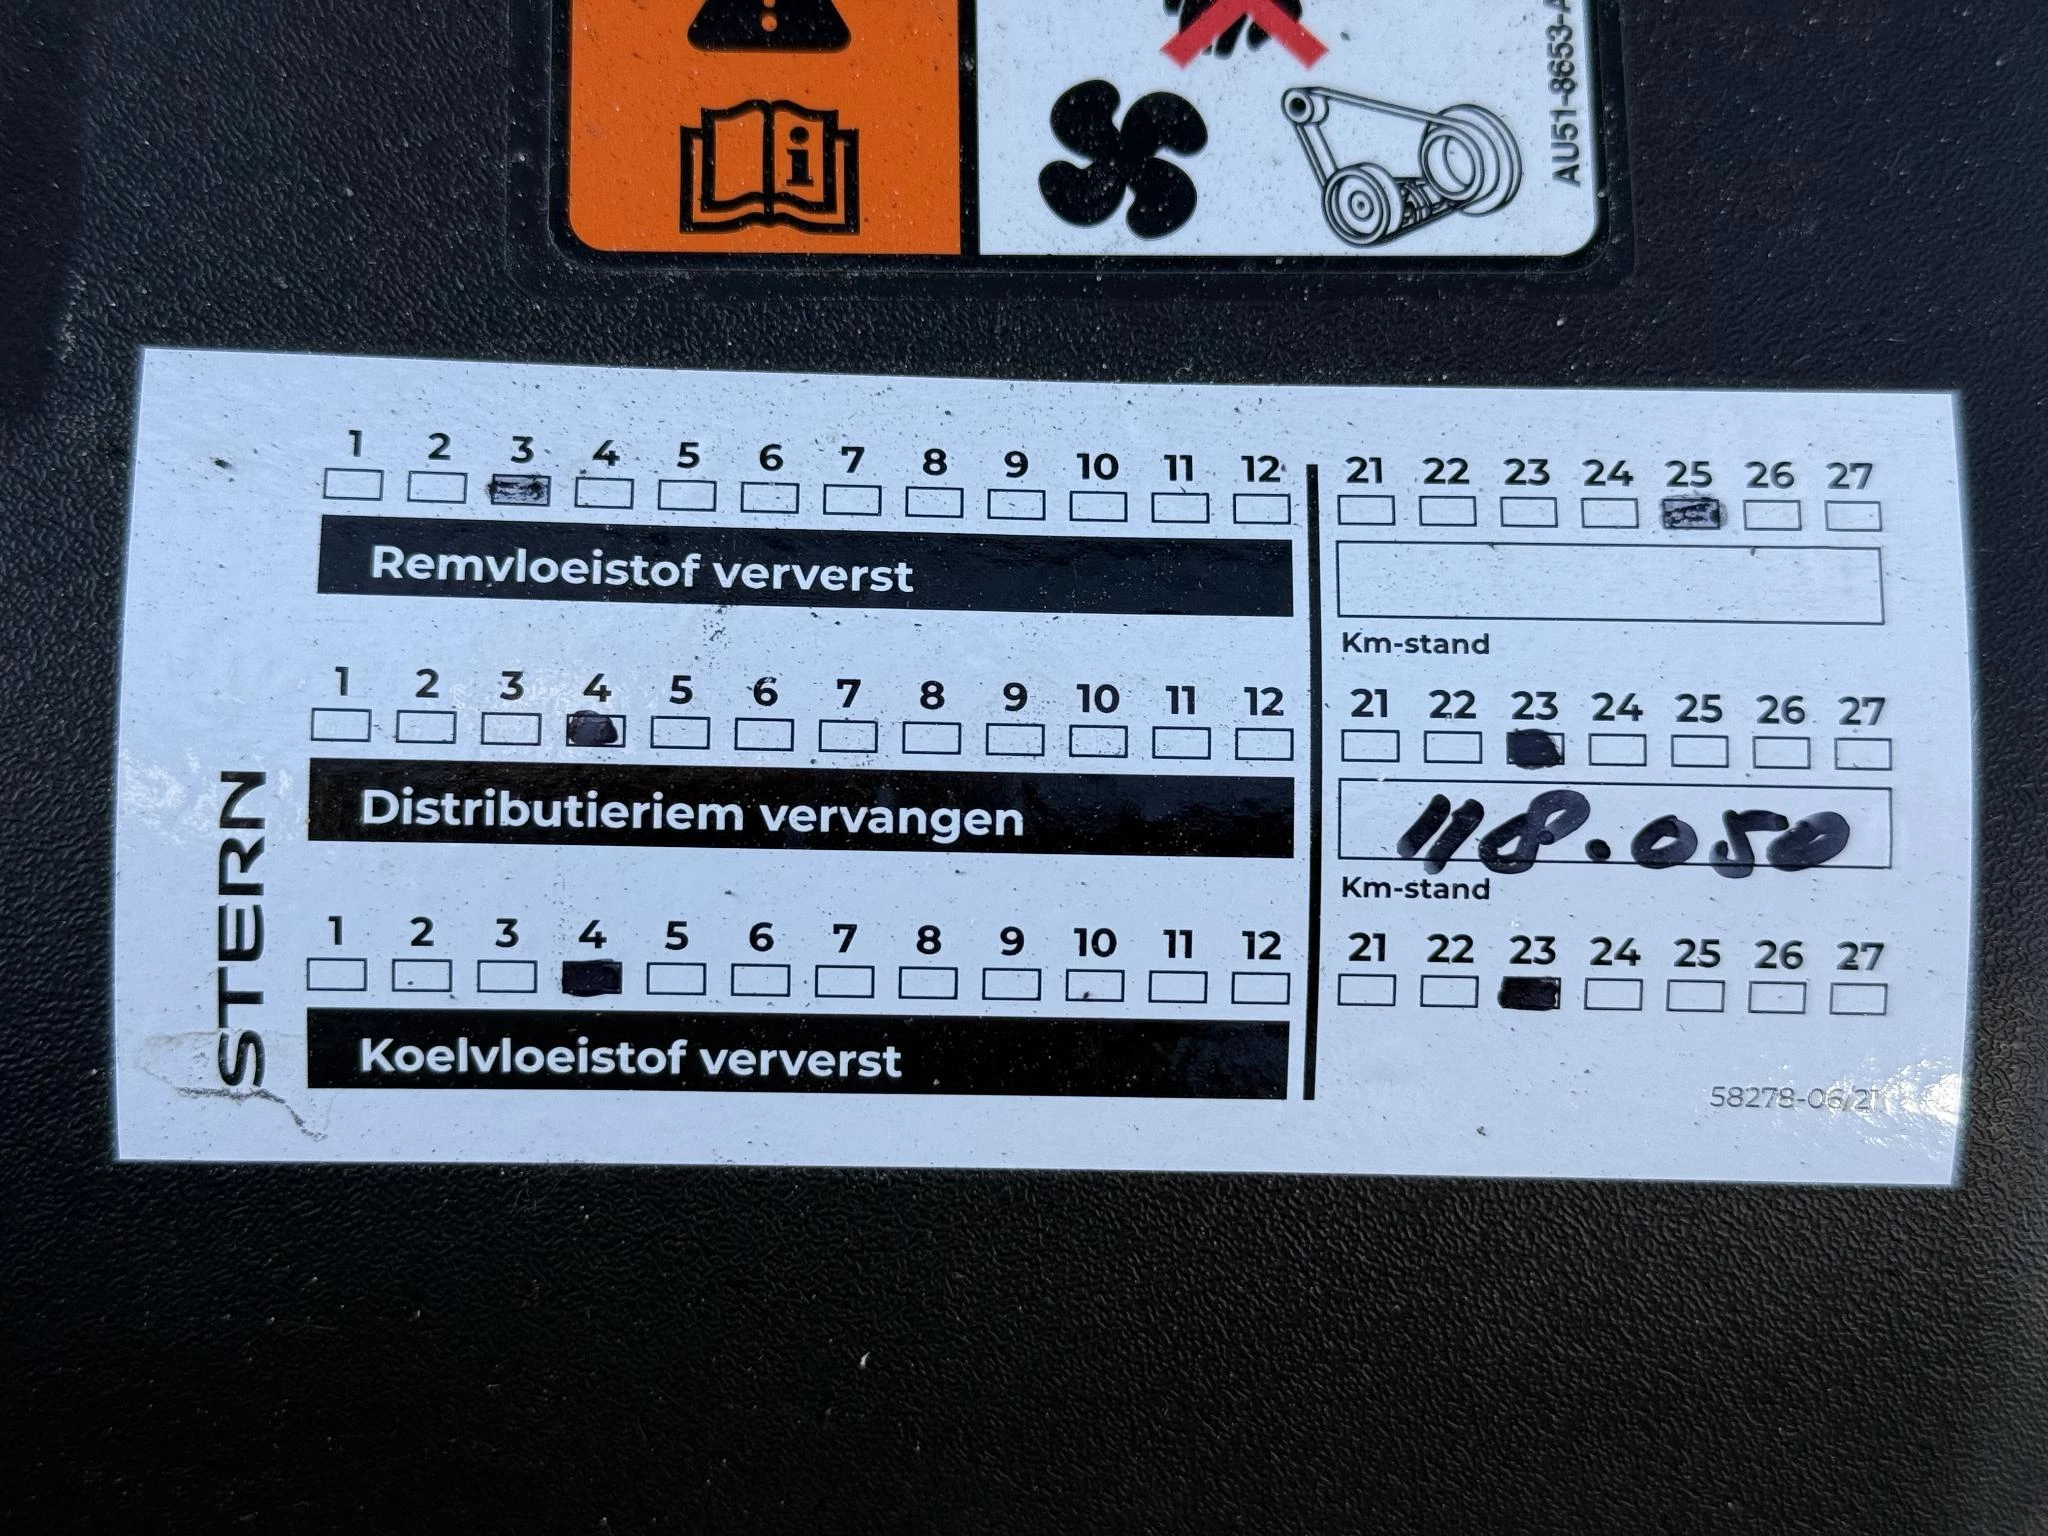 AU51-8653-A
STERN
1 2 3 4 5 6 7 8 9 10 11 12 21 22 23 24 25 26 27
Remvloeistof ververst
Km-stand
1 2 3 4 5 6 7 8 9 10 11 12 21 22 23 24 25 26 27
Distributieriem vervangen 118.050
Km-stand
1 2 3 4 5 6 7 8 9 10 11 12 21 22 23 24 25 26 27
Koelvloeistof ververst
58278-06/21